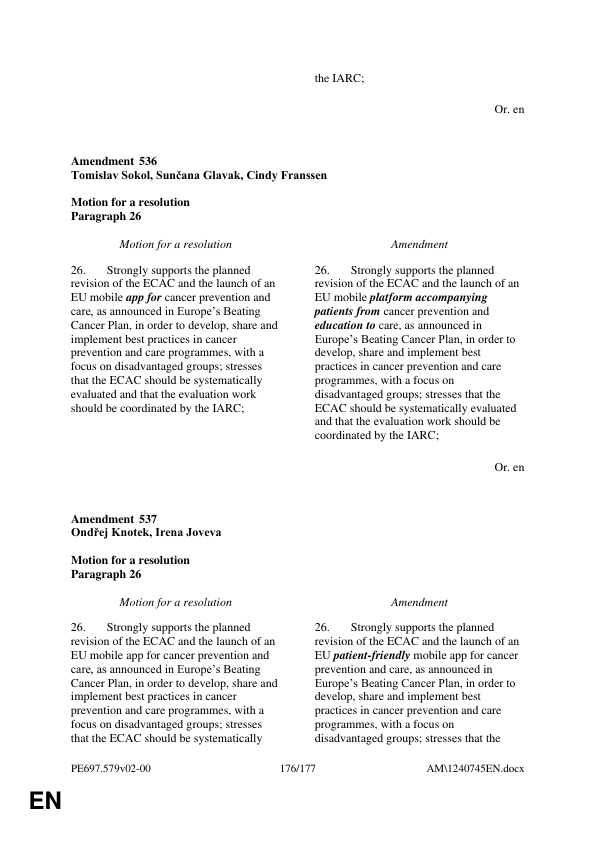 the IARC;
Or. en
Amendment 536
Tomislav Sokol, Sunčana Glavak, Cindy Franssen
Motion for a resolution
Paragraph 26
Motion for a resolution
26. Strongly supports the planned
revision of the ECAC and the launch of an
EU mobile app for cancer prevention and
care, as announced in Europe's Beating
Cancer Plan, in order to develop, share and
implement best practices in cancer
prevention and care programmes, with a
focus on disadvantaged groups; stresses
that the ECAC should be systematically
evaluated and that the evaluation work
should be coordinated by the IARC;
Amendment
26. Strongly supports the planned
revision of the ECAC and the launch of an
EU mobile platform accompanying
patients from cancer prevention and
education to care, as announced in
Europe's Beating Cancer Plan, in order to
develop, share and implement best
practices in cancer prevention and care
programmes, with a focus on
disadvantaged groups; stresses that the
ECAC should be systematically evaluated
and that the evaluation work should be
coordinated by the IARC;
Or. en
Amendment 537
Ondřej Knotek, Irena Joveva
Motion for a resolution
Paragraph 26
Motion for a resolution
26. Strongly supports the planned
revision of the ECAC and the launch of an
EU mobile app for cancer prevention and
care, as announced in Europe's Beating
Cancer Plan, in order to develop, share and
implement best practices in cancer
prevention and care programmes, with a
focus on disadvantaged groups; stresses
that the ECAC should be systematically
Amendment
26. Strongly supports the planned
revision of the ECAC and the launch of an
EU patient-friendly mobile app for cancer
prevention and care, as announced in
Europe's Beating Cancer Plan, in order to
develop, share and implement best
practices in cancer prevention and care
programmes, with a focus on
disadvantaged groups; stresses that the
PE697.579v02-00
176/177
AM\1240745EN.docx
EN